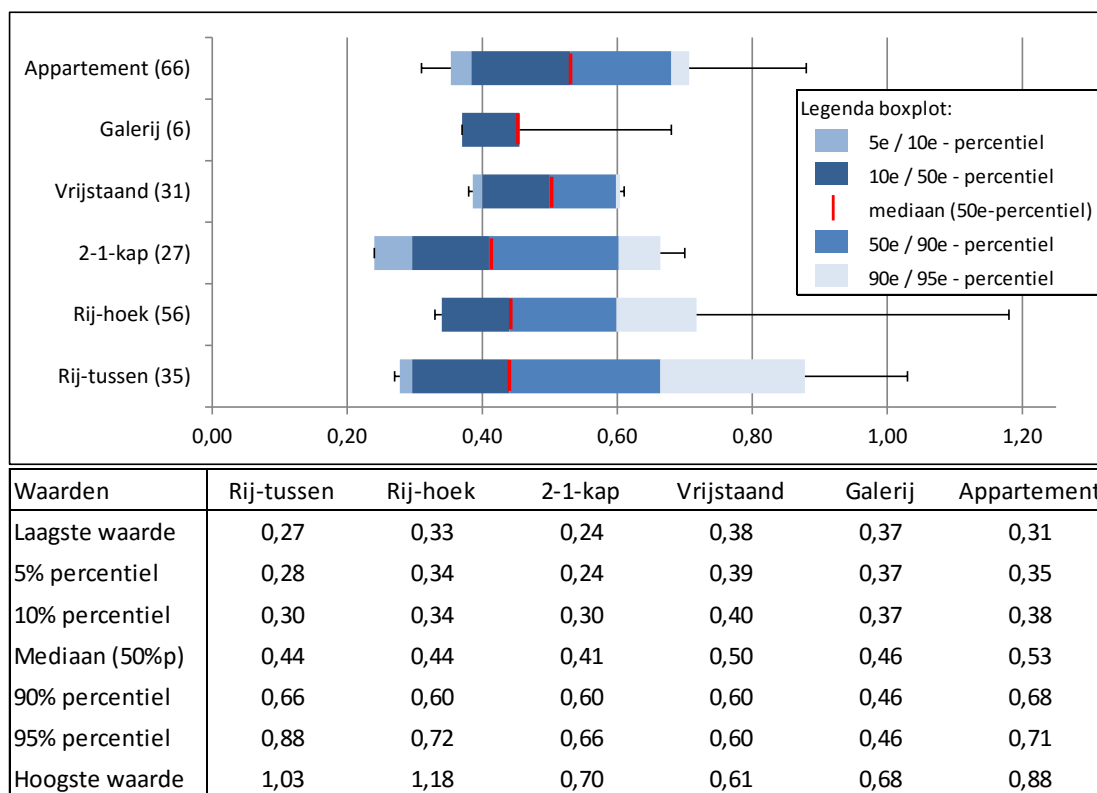 Appartement (66)
Galerij (6)
Vrijstaand (31)
2-1-kap (27)
Rij-hoek (56)
Rij-tussen (35)
0,00 0,20 0,40 0,60 0,80 1,00 1,20
Legenda boxplot:
5e / 10e - percentiel
10e / 50e - percentiel
mediaan (50e-percentiel)
50e / 90e - percentiel
90e / 95e - percentiel
Waarden Rij-tussen Rij-hoek 2-1-kap Vrijstaand Galerij Appartement
Laagste waarde 0,27 0,33 0,24 0,38 0,37 0,31
5% percentiel 0,28 0,34 0,24 0,39 0,37 0,35
10% percentiel 0,30 0,34 0,30 0,40 0,37 0,38
Mediaan (50%p) 0,44 0,44 0,41 0,50 0,46 0,53
90% percentiel 0,66 0,60 0,60 0,60 0,46 0,68
95% percentiel 0,88 0,72 0,66 0,60 0,46 0,71
Hoogste waarde 1,03 1,18 0,70 0,61 0,68 0,88